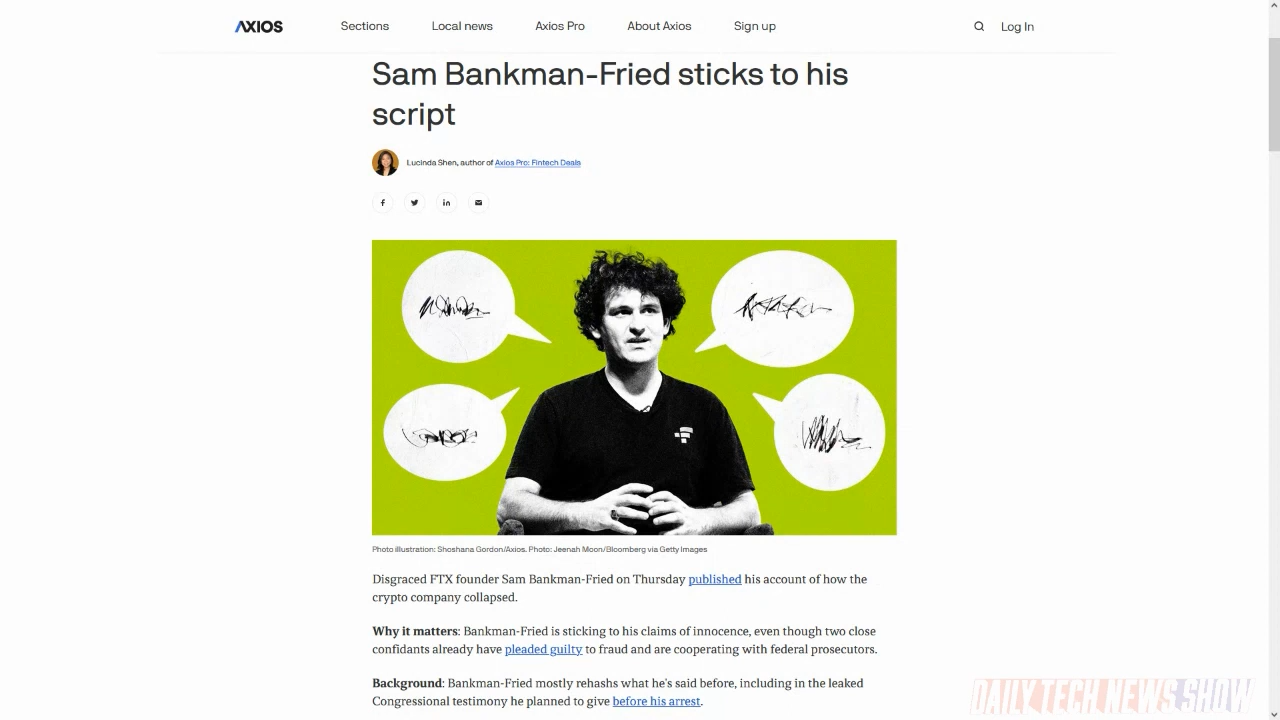 AXIOS Sections Local news Axios Pro About Axios Sign up Log In
Sam Bankman-Fried sticks to his
script
Lucinda Shen, author of Axios Pro: Fintech Deals
Photo illustration: Shoshana Gordon/Axios. Photo: Jeenah Moon/Bloomberg via Getty Images
Disgraced FTX founder Sam Bankman-Fried on Thursday published his account of how the
crypto company collapsed.
Why it matters: Bankman-Fried is sticking to his claims of innocence, even though two close
confidants already have pleaded guilty to fraud and are cooperating with federal prosecutors.
Background: Bankman-Fried mostly rehashs what he's said before, including in the leaked
Congressional testimony he planned to give before his arrest.
DAILY TECH NEWS SHOW